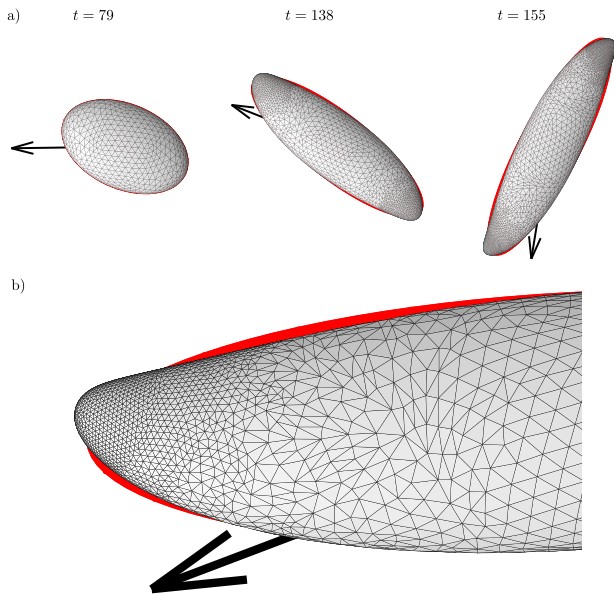 a) t = 79 t = 138 t = 155
b)